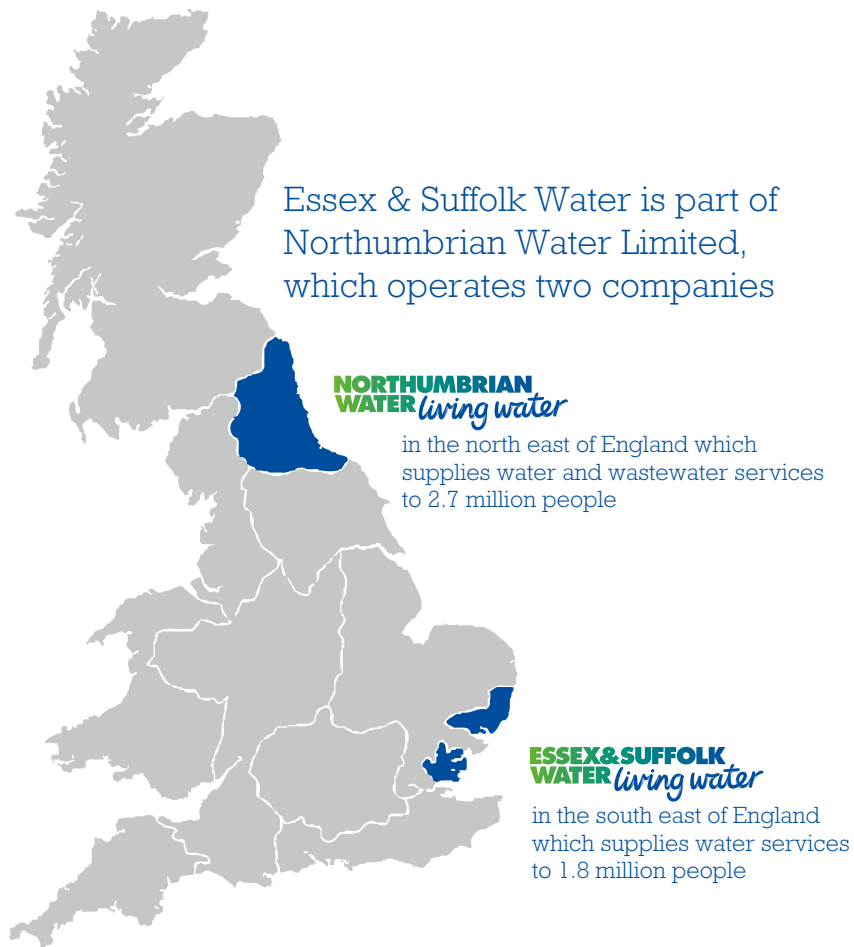 Essex & Suffolk Water is part of
Northumbrian Water Limited,
which operates two companies
NORTHUMBRIAN
WATER living water
in the north east of England which
supplies water and wastewater services
to 2.7 million people
ESSEX&SUFFOLK
WATER living water
in the south east of England
which supplies water services
to 1.8 million people